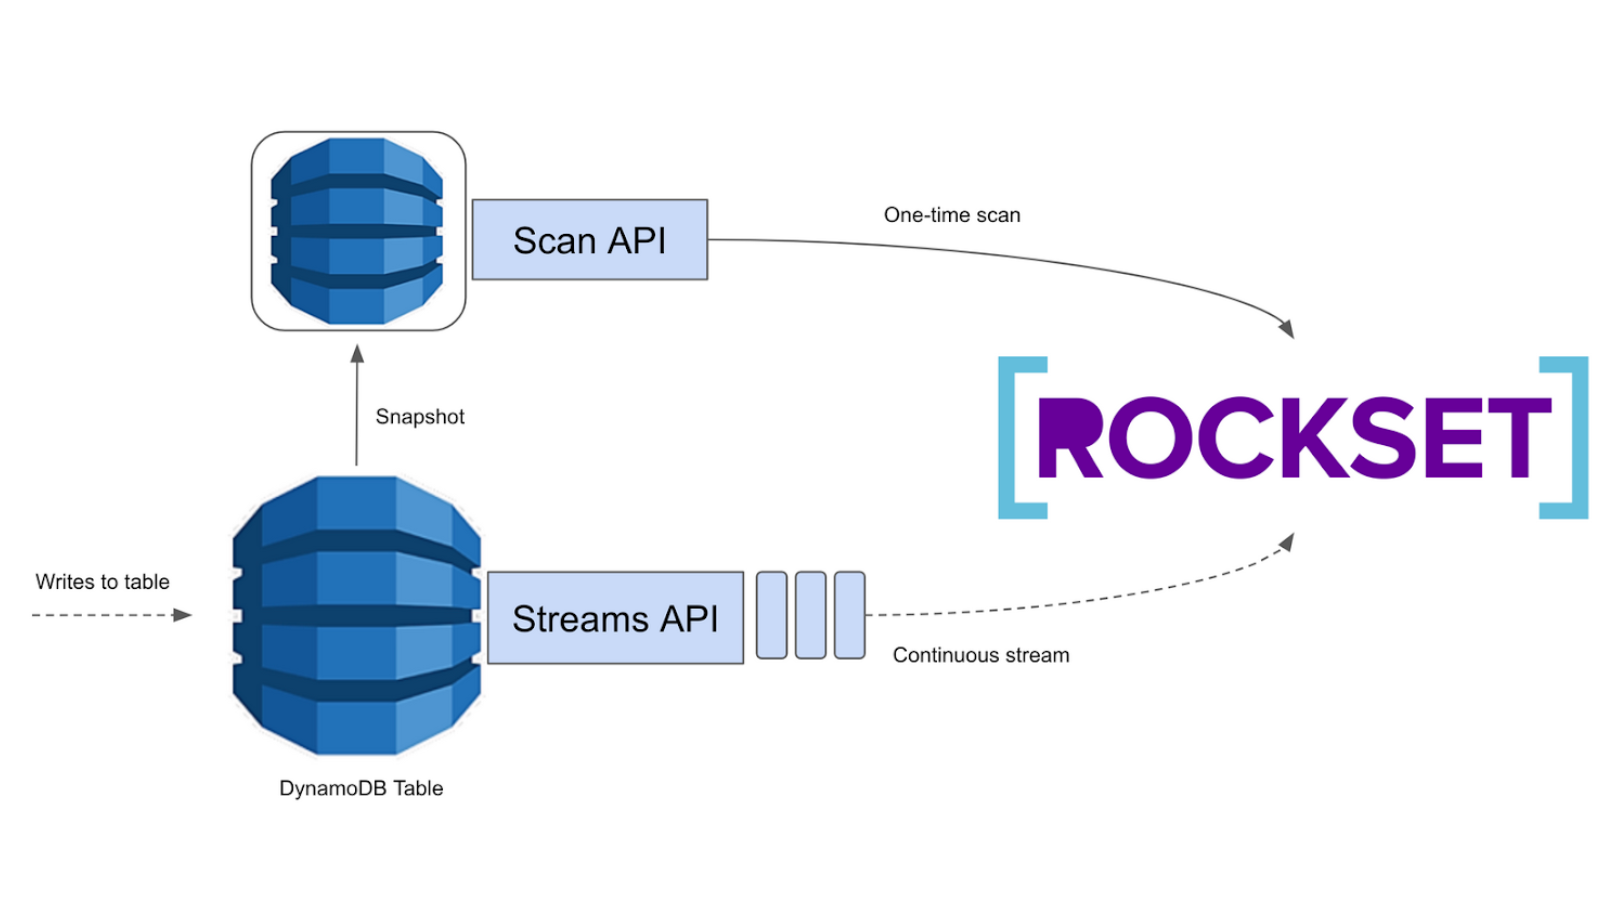 Scan API
One-time scan
Snapshot
ROCKSET
Writes to table
Streams API
Continuous stream
DynamoDB Table